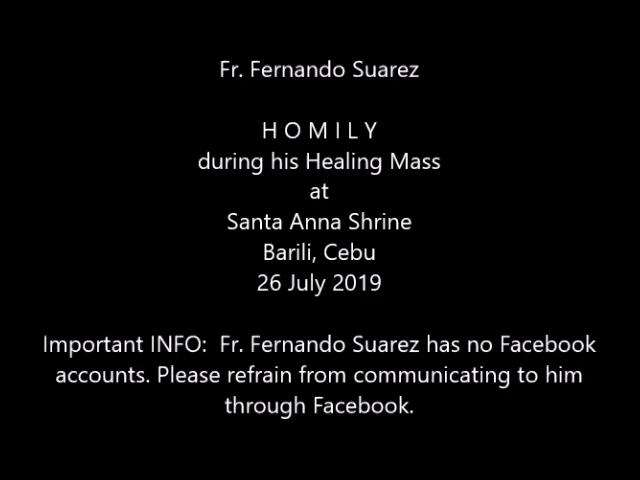 Fr. Fernando Suarez
H O M I L Y
during his Healing Mass
at
Santa Anna Shrine
Barili, Cebu
26 July 2019
Important INFO:  Fr. Fernando Suarez has no Facebook
accounts. Please refrain from communicating to him
through Facebook.